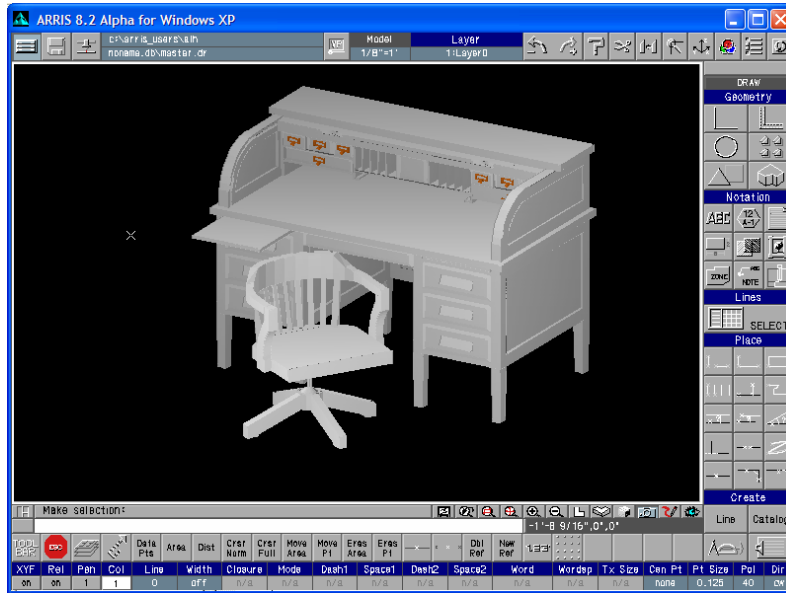 ARRIS 8.2 Alpha for Windows XP
c:\arris_users\alh
noname.db\master.dr
Model
1/8"=1'
Layer
1:Layer0
DRAW
Geometry
Notation
ABC
12
A-1
ZONE
NOTE
Lines
SELECT
Place
Create
Line Catalog
Make selection:
-1'-8 9/16",0",0"
TOOL
BAR
ESC
Data
Pts
Area
Dist
Crsr
Norm
Crsr
Full
Move
Area
Move
Pt
Eras
Area
Eras
Pt
Dbl
Ref
New
Ref
123
XYF Rel Pen Col Line Width Closure Mode Dash1 Space1 Dash2 Space2 Word Wordsp Tx Size Cen Pt Pt Size Pol Dir
on on 1 1 0 off n/a n/a n/a n/a n/a n/a n/a n/a n/a none 0.125 40 cw